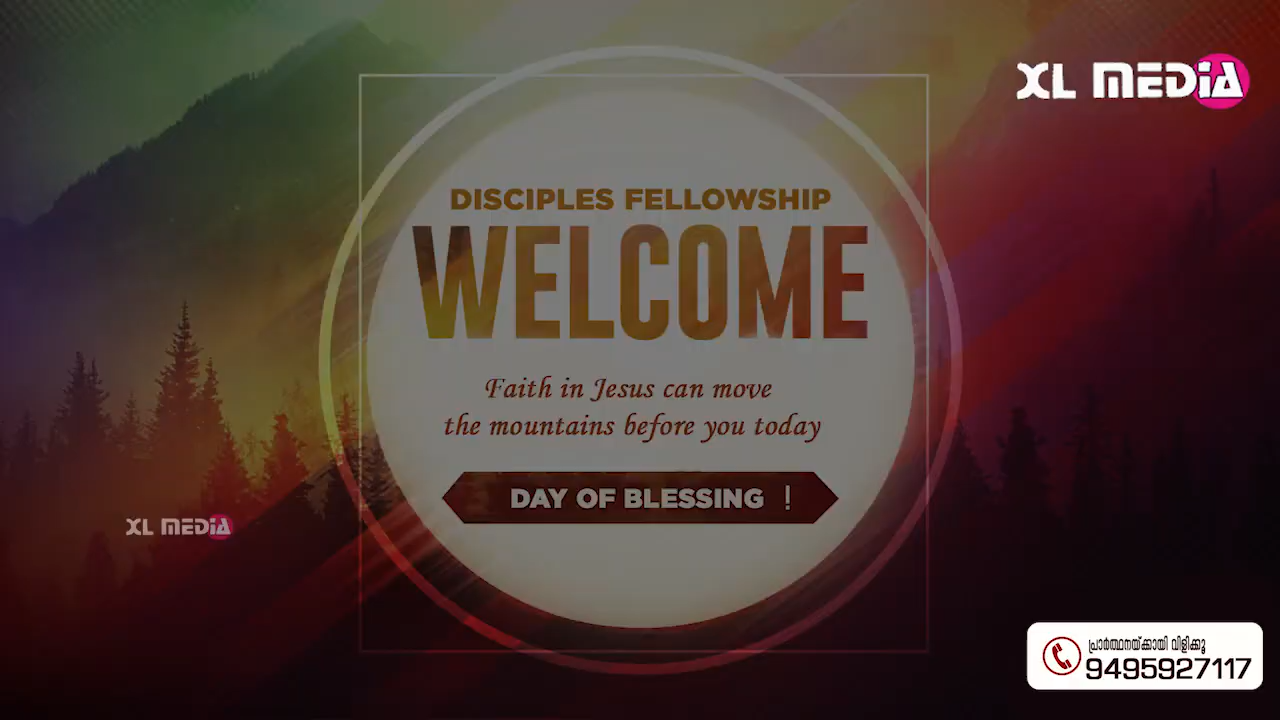 XL MEDiA
DISCIPLES FELLOWSHIP
WELCOME
Faith in Jesus can move
the mountains before you today
DAY OF BLESSING !
XL MEDiA
പ്രാർത്ഥനയ്ക്കായി വിളിക്കൂ
9495927117